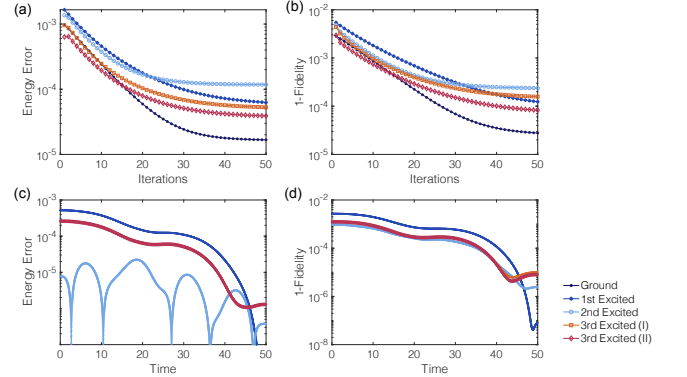 (a)
10^-3
10^-4
10^-5
Energy Error
0 10 20 30 40 50
Iterations
(b)
10^-2
10^-4
10^-5
1-Fidelity
0 10 20 30 40 50
Iterations
(c)
10^-3
10^-4
10^-5
Energy Error
0 10 20 30 40 50
Time
(d)
10^-2
10^-4
10^-6
10^-8
1-Fidelity
0 10 20 30 40 50
Time
Ground
1st Excited
2nd Excited
3rd Excited (I)
3rd Excited (II)